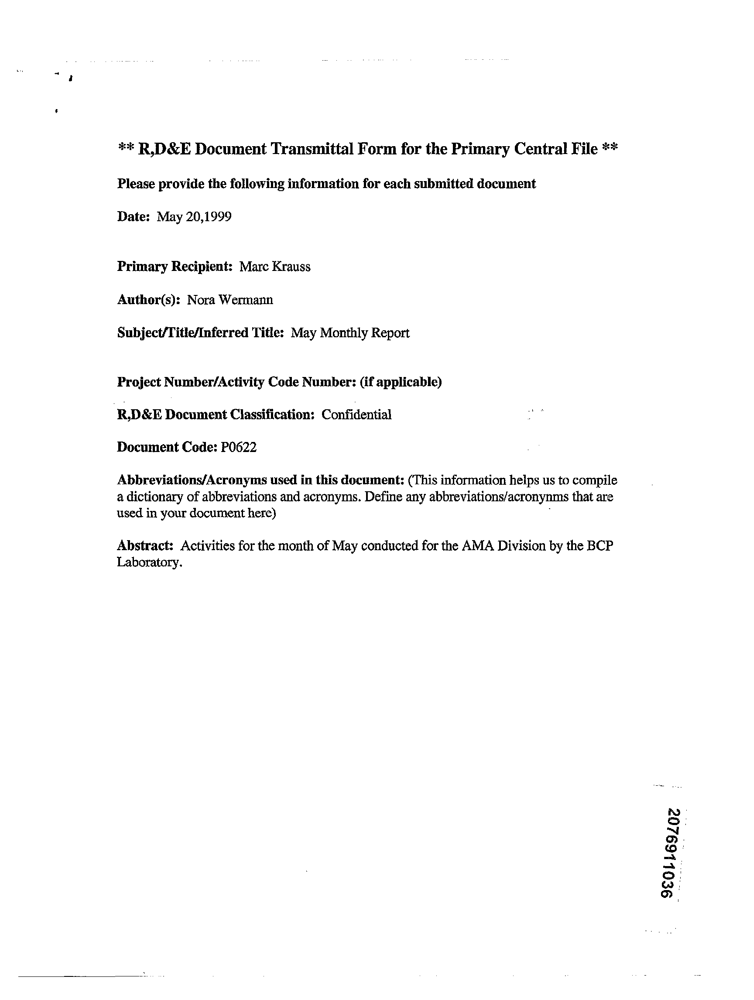 ** R,D&E Document Transmittal Form for the Primary Central File **
Please provide the following information for each submitted document
Date: May 20,1999
Primary Recipient: Marc Krauss
Author(s): Nora Wermann
Subject/Title/Inferred Title: May Monthly Report
Project Number/Activity Code Number: (if applicable)
R,D&E Document Classification: Confidential
Document Code: P0622
Abbreviations/Acronyms used in this document: (This information helps us to compile
a dictionary of abbreviations and acronyms. Define any abbreviations/acronynms that are
used in your document here)
Abstract: Activities for the month of May conducted for the AMA Division by the BCP
Laboratory.
2076911036